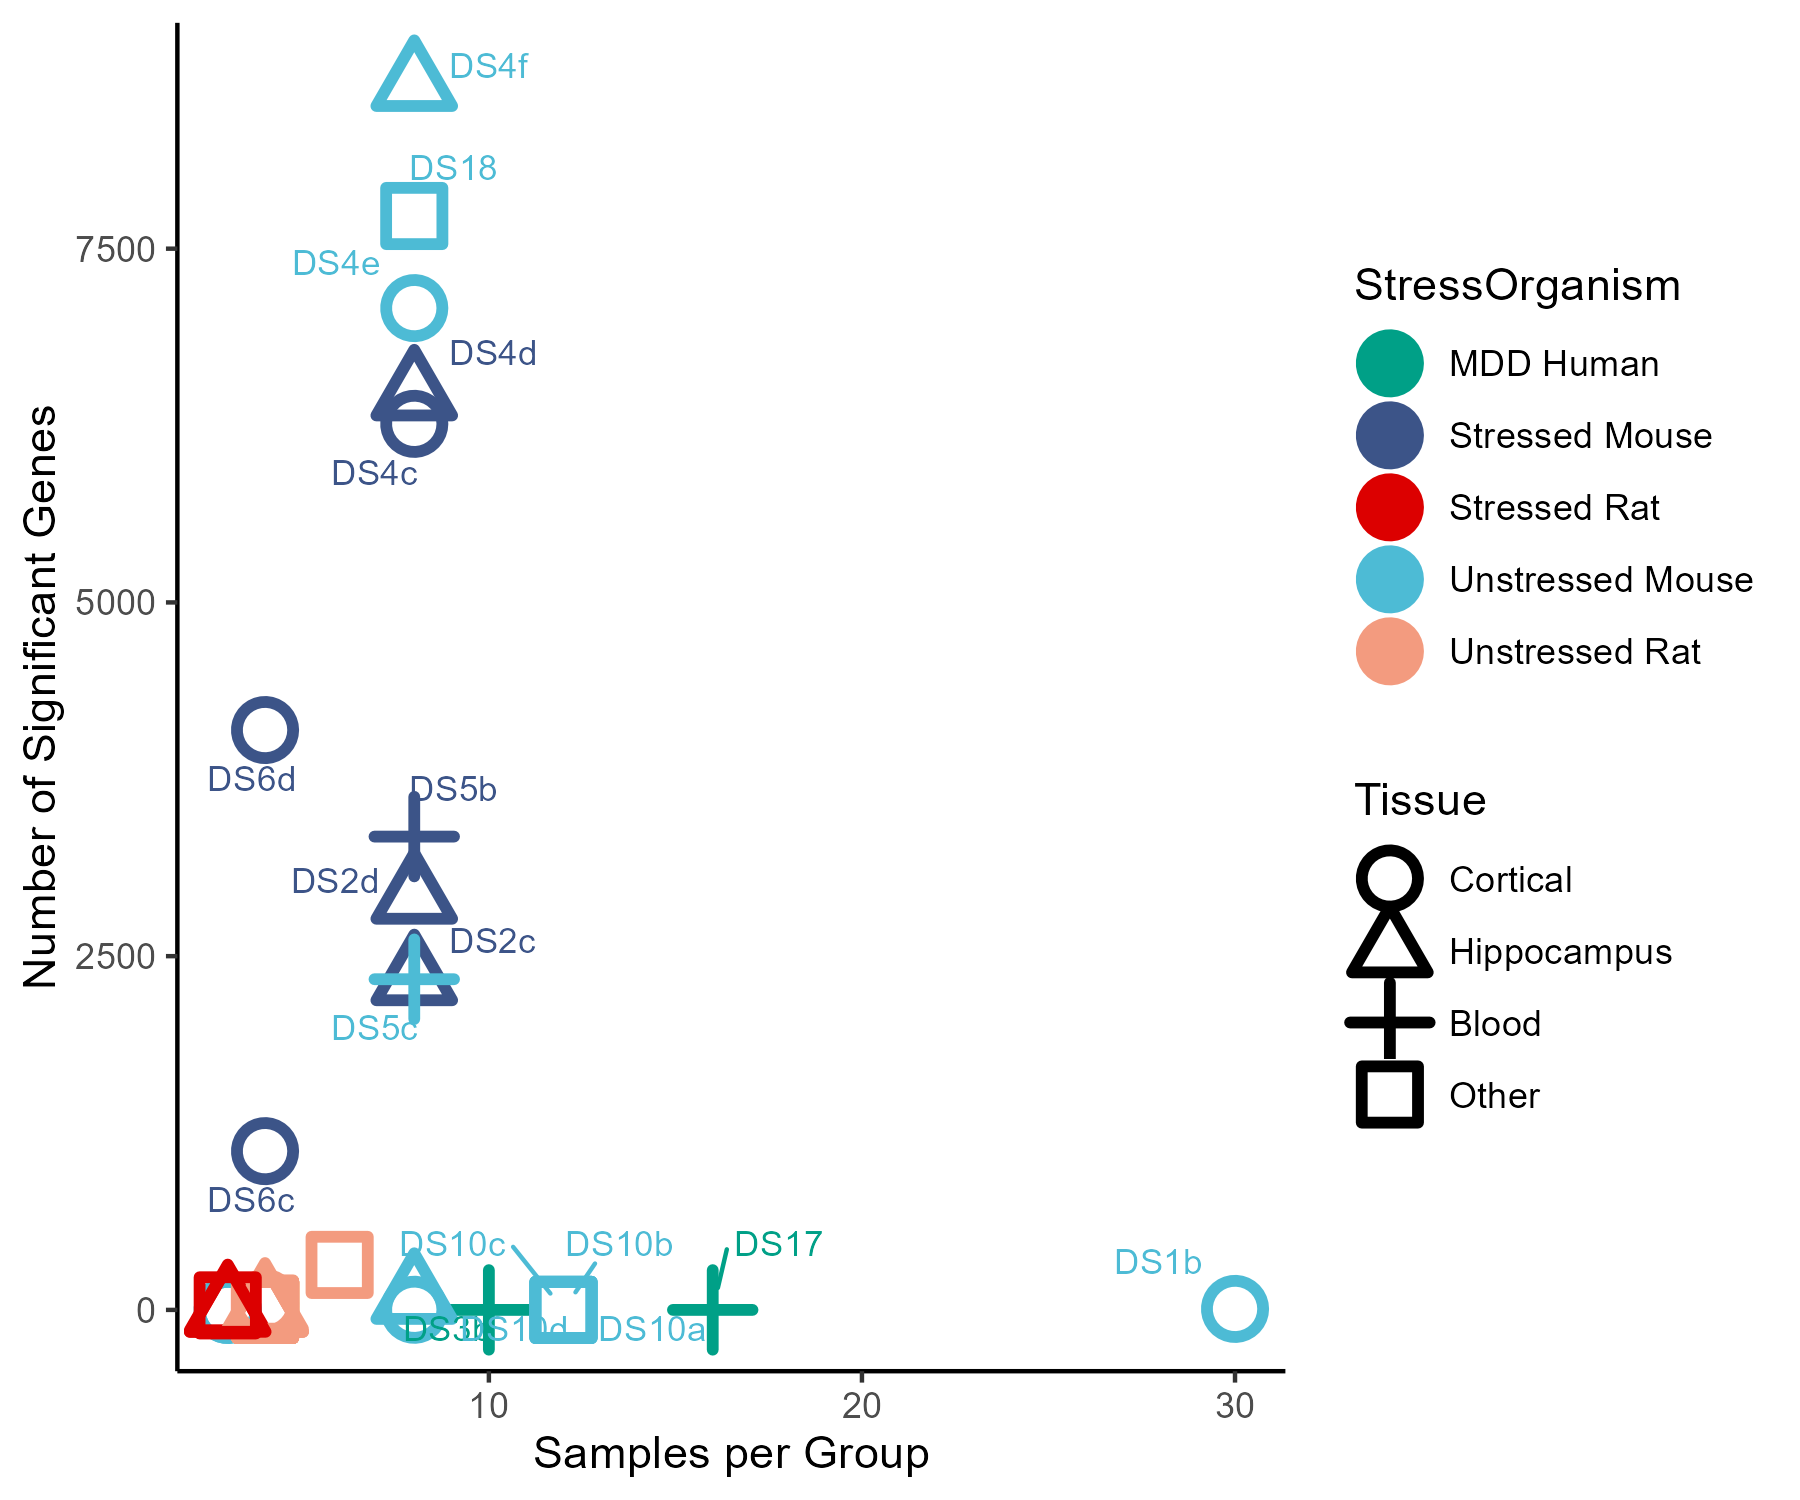 DS4f
DS18
7500
DS4e
DS4d
DS4c
5000
DS6d
DS5b
DS2d
DS2c
2500
DS5c
DS6c
DS10c
DS10b
DS17
DS1b
0
DS10d
DS10a
10
20
30
Samples per Group
Number of Significant Genes
StressOrganism
MDD Human
Stressed Mouse
Stressed Rat
Unstressed Mouse
Unstressed Rat
Tissue
Cortical
Hippocampus
Blood
Other